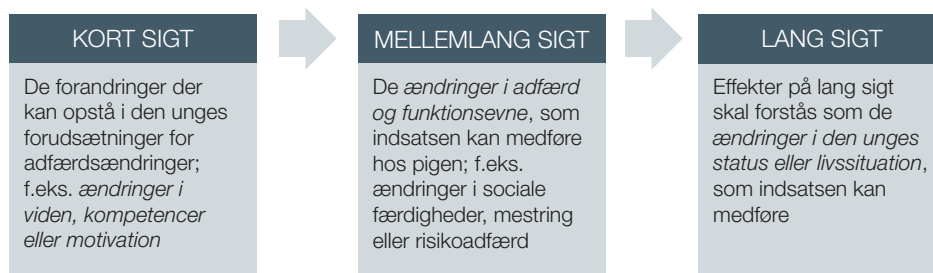 KORT SIGT
De forandringer der
kan opstå i den unges
forudsætninger for
adfærdsændringer;
f.eks. ændringer i
viden, kompetencer
eller motivation
MELLEMLANG SIGT
De ændringer i adfærd
og funktionsevne, som
indsatsen kan medføre
hos pigen; f.eks.
ændringer i sociale
færdigheder, mestring
eller risikoadfærd
LANG SIGT
Effekter på lang sigt
skal forstås som de
ændringer i den unges
status eller livssituation,
som indsatsen kan
medføre